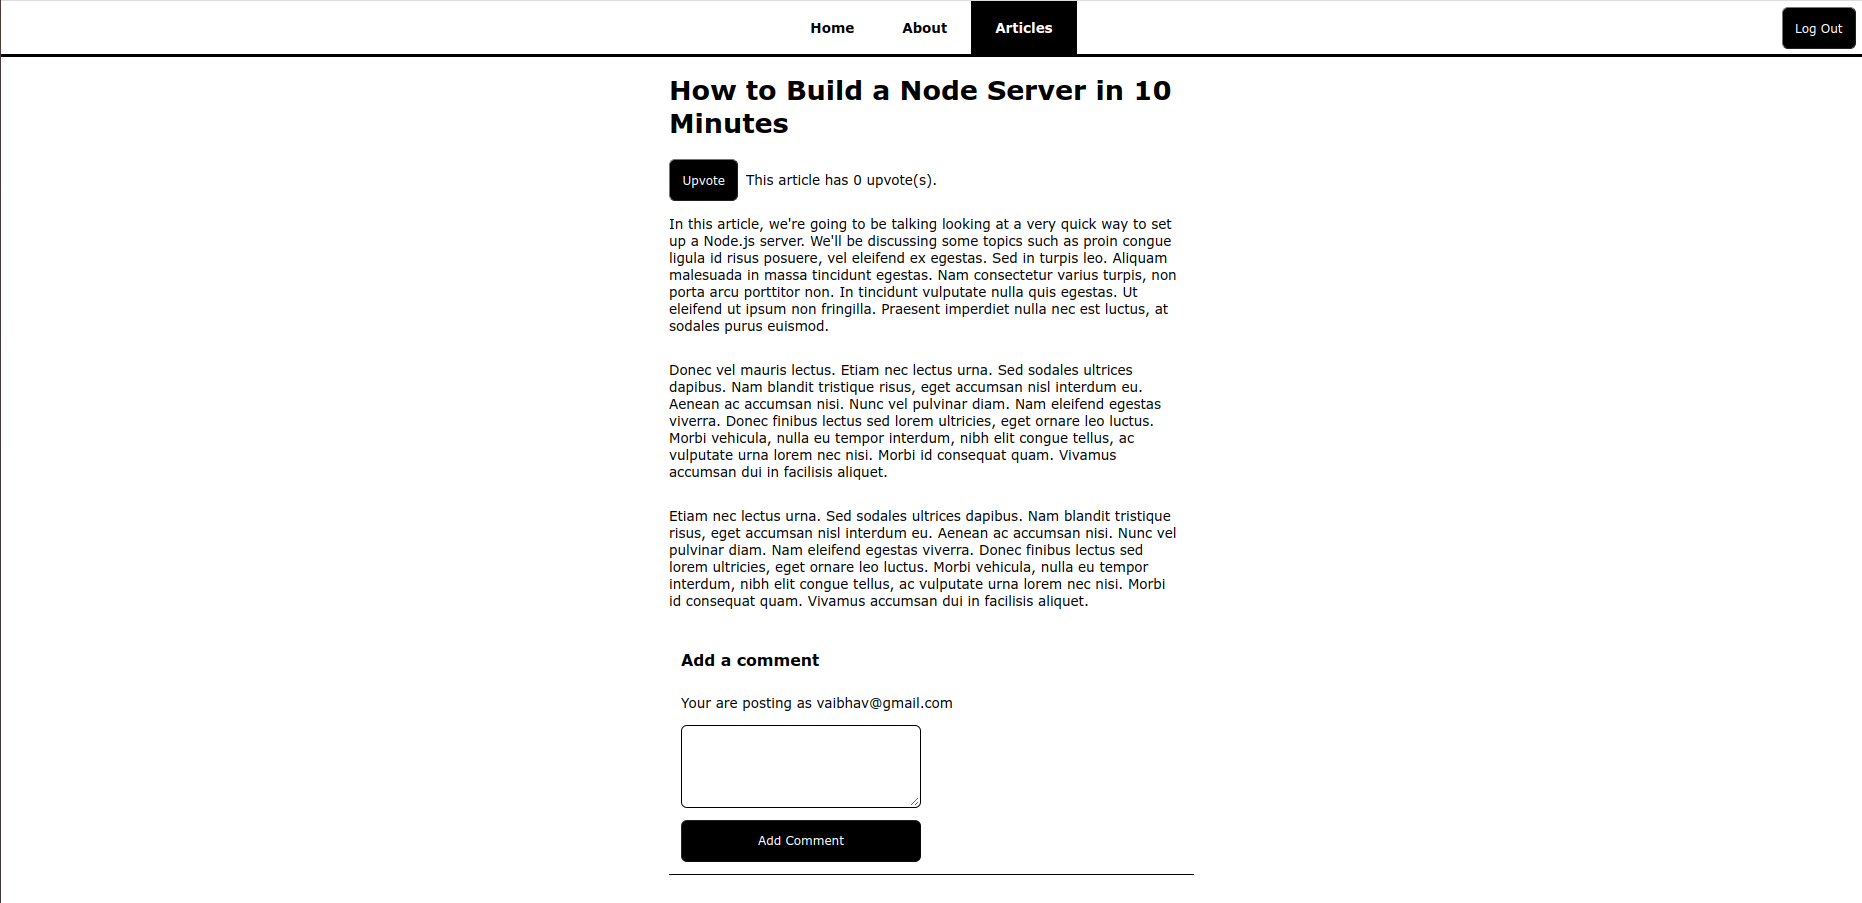 Home About Articles Log Out
How to Build a Node Server in 10
Minutes
Upvote This article has 0 upvote(s).
In this article, we're going to be talking looking at a very quick way to set
up a Node.js server. We'll be discussing some topics such as proin congue
ligula id risus posuere, vel eleifend ex egestas. Sed in turpis leo. Aliquam
malesuada in massa tincidunt egestas. Nam consectetur varius turpis, non
porta arcu porttitor non. In tincidunt vulputate nulla quis egestas. Ut
eleifend ut ipsum non fringilla. Praesent imperdiet nulla nec est luctus, at
sodales purus euismod.
Donec vel mauris lectus. Etiam nec lectus urna. Sed sodales ultrices
dapibus. Nam blandit tristique risus, eget accumsan nisl interdum eu.
Aenean ac accumsan nisi. Nunc vel pulvinar diam. Nam eleifend egestas
viverra. Donec finibus lectus sed lorem ultricies, eget ornare leo luctus.
Morbi vehicula, nulla eu tempor interdum, nibh elit congue tellus, ac
vulputate urna lorem nec nisi. Morbi id consequat quam. Vivamus
accumsan dui in facilisis aliquet.
Etiam nec lectus urna. Sed sodales ultrices dapibus. Nam blandit tristique
risus, eget accumsan nisl interdum eu. Aenean ac accumsan nisi. Nunc vel
pulvinar diam. Nam eleifend egestas viverra. Donec finibus lectus sed
lorem ultricies, eget ornare leo luctus. Morbi vehicula, nulla eu tempor
interdum, nibh elit congue tellus, ac vulputate urna lorem nec nisi. Morbi
id consequat quam. Vivamus accumsan dui in facilisis aliquet.
Add a comment
Your are posting as vaibhav@gmail.com
Add Comment